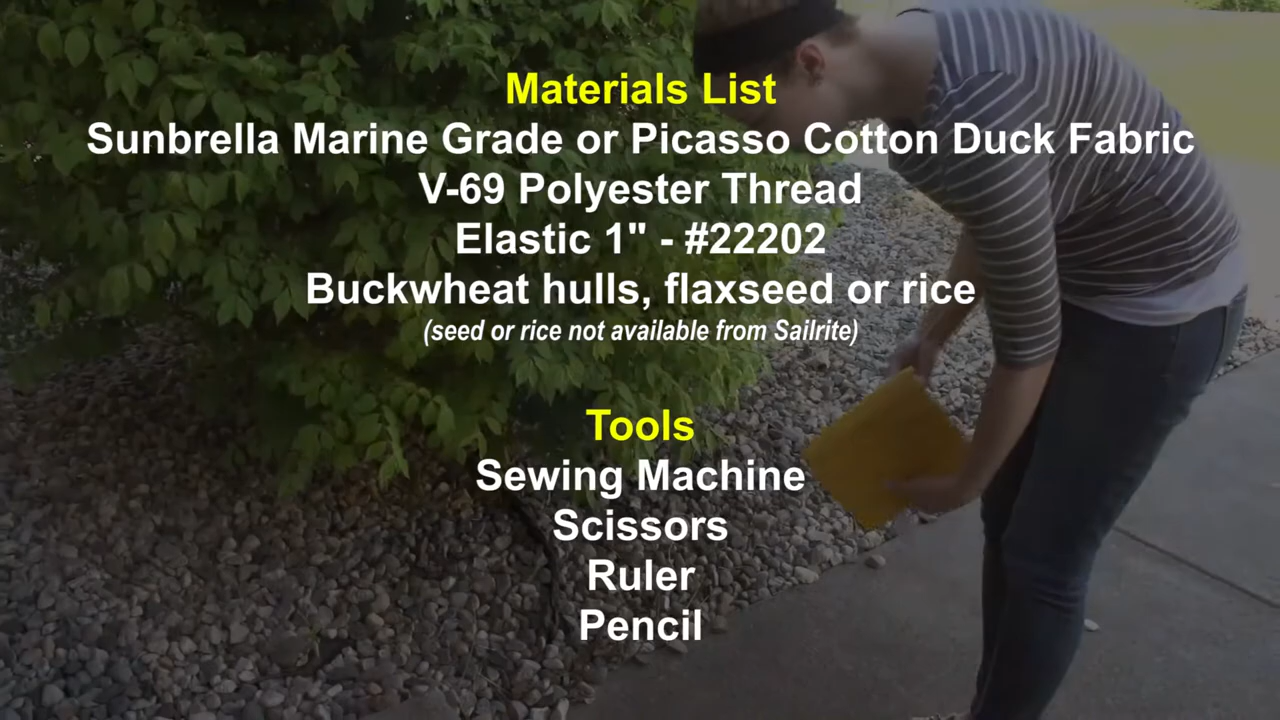 Materials List
Sunbrella Marine Grade or Picasso Cotton Duck Fabric
V-69 Polyester Thread
Elastic 1" - #22202
Buckwheat hulls, flaxseed or rice
(seed or rice not available from Sailrite)
Tools
Sewing Machine
Scissors
Ruler
Pencil